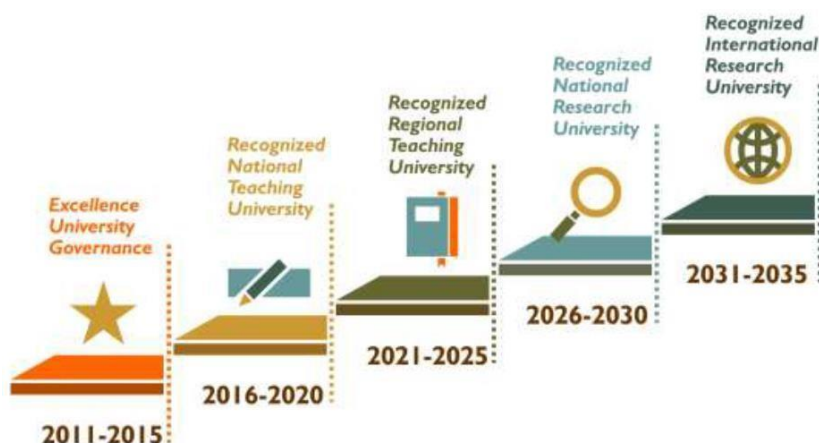 Excellence
University
Governance
2011-2015
Recognized
National
Teaching
University
2016-2020
Recognized
Regional
Teaching
University
2021-2025
Recognized
National
Research
University
2026-2030
Recognized
International
Research
University
2031-2035